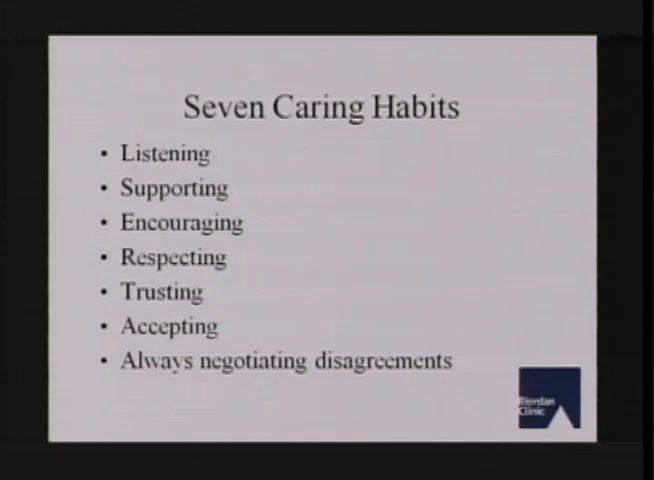 Seven Caring Habits
• Listening
• Supporting
• Encouraging
• Respecting
• Trusting
• Accepting
• Always negotiating disagreements
Riordan
Clinic